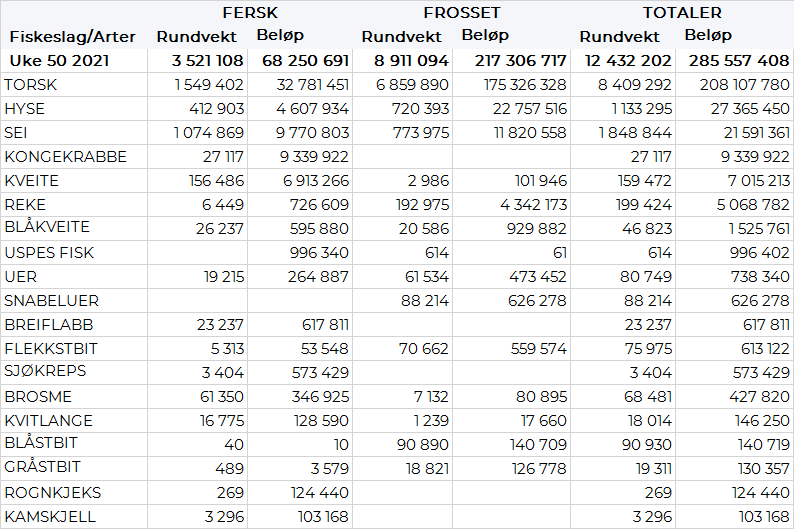 FERSK FROSSET TOTALER
Fiskeslag/Arter Rundvekt Beløp Rundvekt Beløp Rundvekt Beløp
Uke 50 2021 3 521 108 68 250 691 8 911 094 217 306 717 12 432 202 285 557 408
TORSK 1 549 402 32 781 451 6 859 890 175 326 328 8 409 292 208 107 780
HYSE 412 903 4 607 934 720 393 22 757 516 1 133 295 27 365 450
SEI 1 074 869 9 770 803 773 975 11 820 558 1 848 844 21 591 361
KONGEKRABBE 27 117 9 339 922 27 117 9 339 922
KVEITE 156 486 6 913 266 2 986 101 946 159 472 7 015 213
REKE 6 449 726 609 192 975 4 342 173 199 424 5 068 782
BLÅKVEITE 26 237 595 880 20 586 929 882 46 823 1 525 761
USPES FISK 996 340 614 61 614 996 402
UER 19 215 264 887 61 534 473 452 80 749 738 340
SNABELUER 88 214 626 278 88 214 626 278
BREIFLABB 23 237 617 811 23 237 617 811
FLEKKSTBIT 5 313 53 548 70 662 559 574 75 975 613 122
SJØKREPS 3 404 573 429 3 404 573 429
BROSME 61 350 346 925 7 132 80 895 68 481 427 820
KVITLANGE 16 775 128 590 1 239 17 660 18 014 146 250
BLÅSTBIT 40 10 90 890 140 709 90 930 140 719
GRÅSTBIT 489 3 579 18 821 126 778 19 311 130 357
ROGNKJEKS 269 124 440 269 124 440
KAMSKJELL 3 296 103 168 3 296 103 168